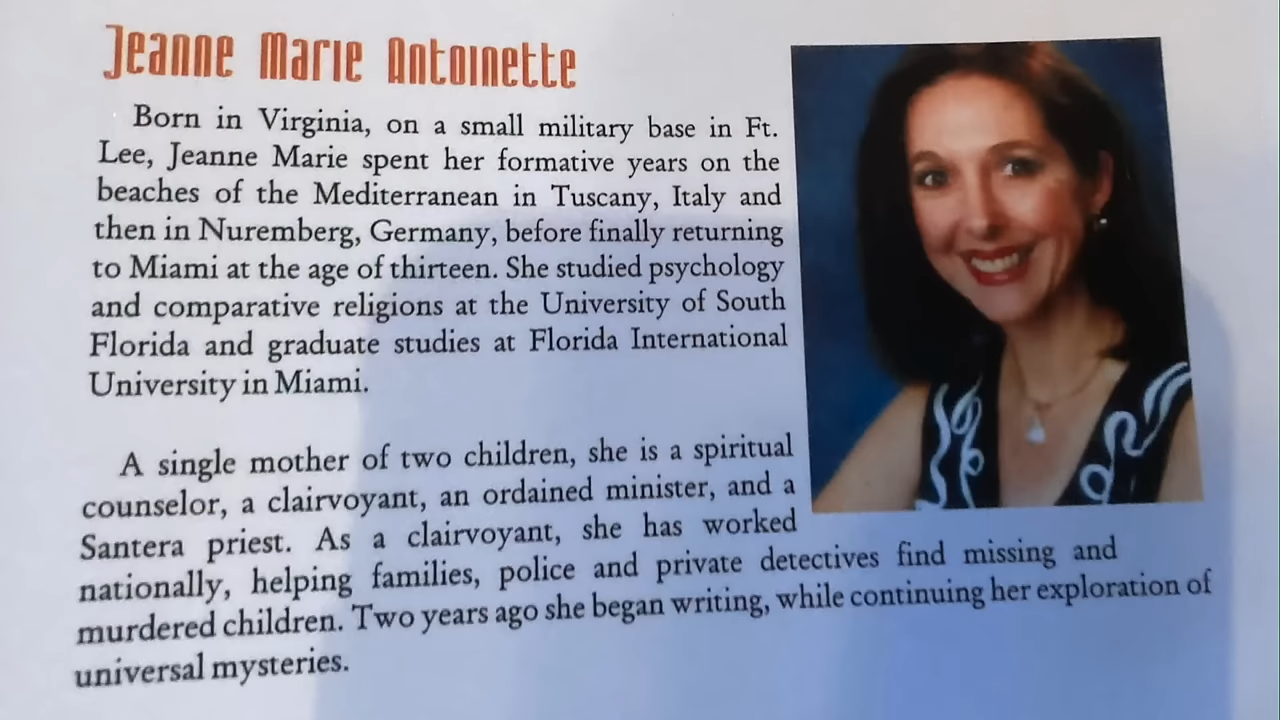 Jeanne Marie Antoinette
Born in Virginia, on a small military base in Ft.
Lee, Jeanne Marie spent her formative years on the
beaches of the Mediterranean in Tuscany, Italy and
then in Nuremberg, Germany, before finally returning
to Miami at the age of thirteen. She studied psychology
and comparative religions at the University of South
Florida and graduate studies at Florida International
University in Miami.
A single mother of two children, she is a spiritual
counselor, a clairvoyant, an ordained minister, and a
Santera priest. As a clairvoyant, she has worked
nationally, helping families, police and private detectives find missing and
murdered children. Two years ago she began writing, while continuing her exploration of
universal mysteries.